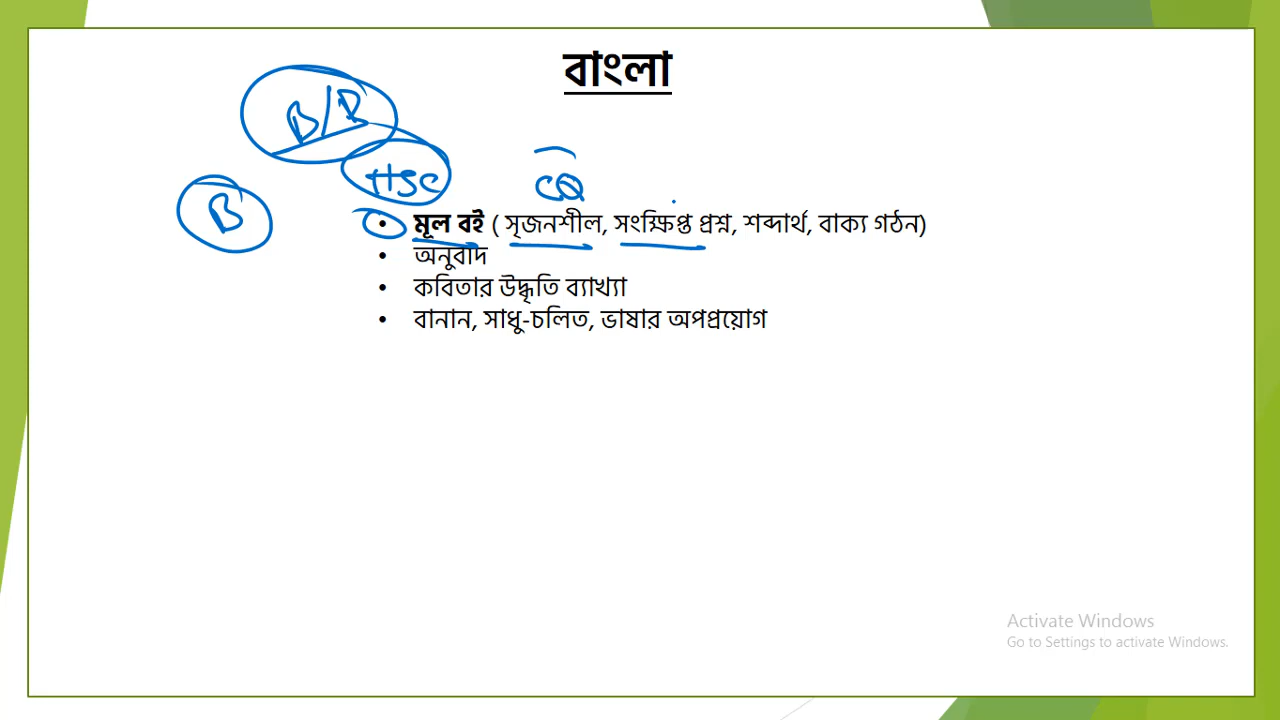 বাংলা
B/R
HSC
CQ
B
• মূল বই ( সৃজনশীল, সংক্ষিপ্ত প্রশ্ন, শব্দার্থ, বাক্য গঠন)
• অনুবাদ
• কবিতার উদ্ধৃতি ব্যাখ্যা
• বানান, সাধু-চলিত, ভাষার অপপ্রয়োগ
Activate Windows
Go to Settings to activate Windows.